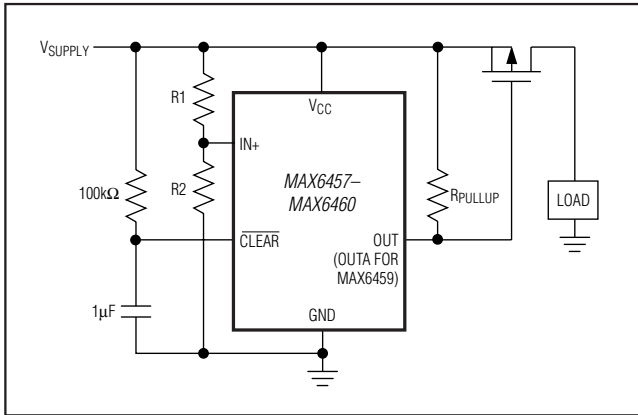 VSUPPLY
R1
VCC
IN+
MAX6457–
MAX6460
100kΩ
R2
RPULLUP
LOAD
CLEAR
OUT
(OUTA FOR
MAX6459)
1μF
GND